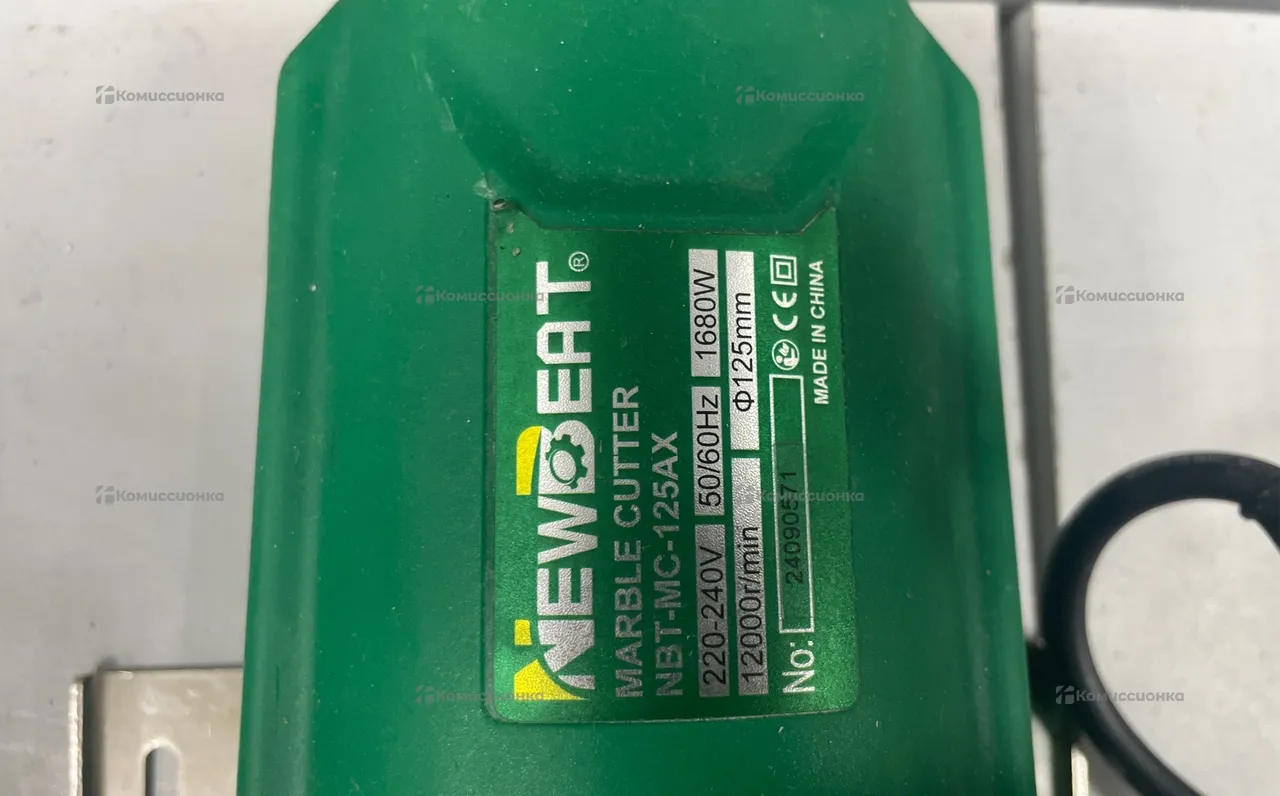 NEWBEAT®
MARBLE CUTTER
NBT-MC-125AX
220-240V 50/60Hz 1680W
12000r/min Φ125mm
No: 24090571 CE
MADE IN CHINA
Комиссионка
Комиссионка
Комиссионка
Комиссионка
Комиссионка
Комиссионка
Комиссионка
Комиссионка